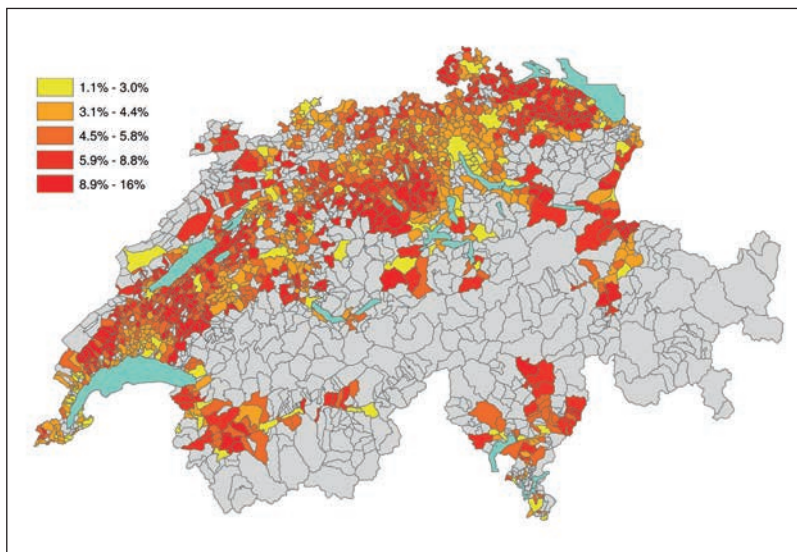 1.1% - 3.0%
3.1% - 4.4%
4.5% - 5.8%
5.9% - 8.8%
8.9% - 16%